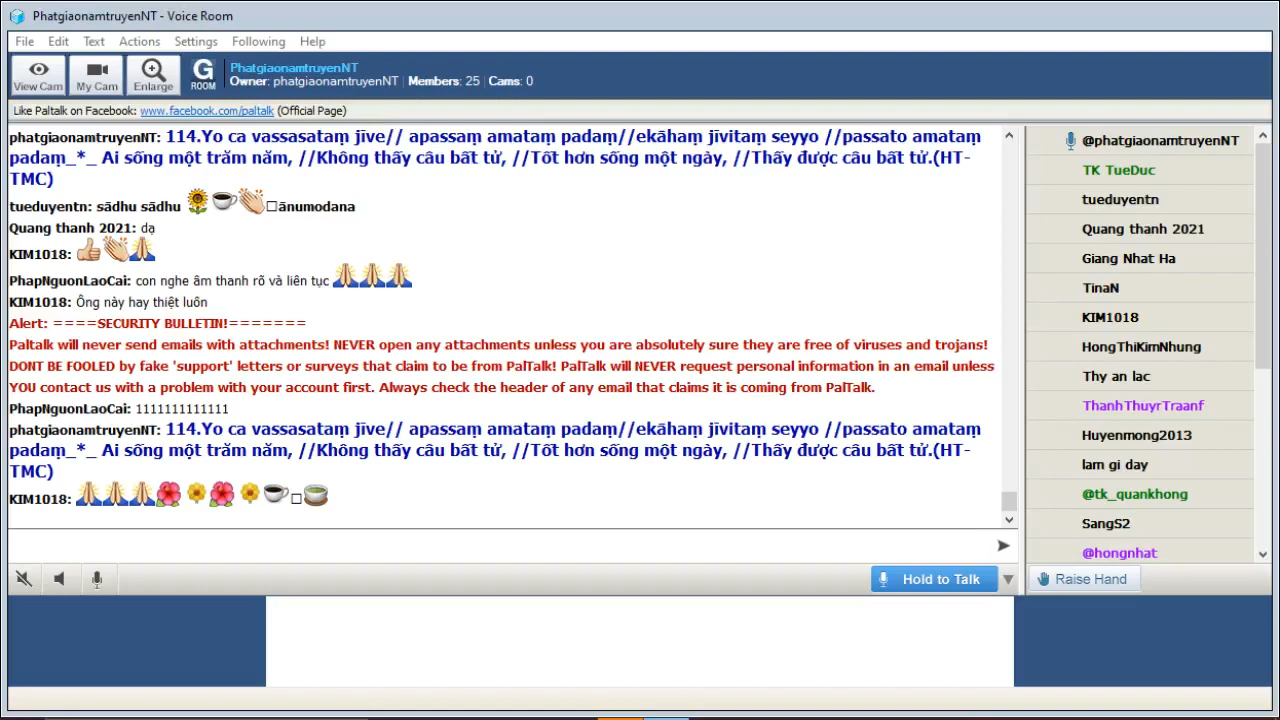 PhatgiaonamtruyenNT - Voice Room
File Edit Text Actions Settings Following Help
View Cam
My Cam
Enlarge
G ROOM
PhatgiaonamtruyenNT
Owner: phatgiaonamtruyenNT | Members: 25 | Cams: 0
Like Paltalk on Facebook: www.facebook.com/paltalk (Official Page)
phatgiaonamtruyenNT: 114.Yo ca vassasataṃ jīve// apassaṃ amataṃ padaṃ//ekāhaṃ jīvitaṃ seyyo //passato amataṃ
padaṃ_*_ Ai sống một trăm năm, //Không thấy câu bất tử, //Tốt hơn sống một ngày, //Thấy được câu bất tử.(HT-
TMC)
tueduyentn: sādhu sādhu 🌻☕👏□ānumodana
Quang thanh 2021: dạ
KIM1018: 👍👏🙏
PhapNguonLaoCai: con nghe âm thanh rõ và liên tục 🙏🙏🙏
KIM1018: Ông này hay thiệt luôn
Alert: ====SECURITY BULLETIN!=======
Paltalk will never send emails with attachments! NEVER open any attachments unless you are absolutely sure they are free of viruses and trojans!
DONT BE FOOLED by fake 'support' letters or surveys that claim to be from PalTalk! PalTalk will NEVER request personal information in an email unless
YOU contact us with a problem with your account first. Always check the header of any email that claims it is coming from PalTalk.
PhapNguonLaoCai: 1111111111111
phatgiaonamtruyenNT: 114.Yo ca vassasataṃ jīve// apassaṃ amataṃ padaṃ//ekāhaṃ jīvitaṃ seyyo //passato amataṃ
padaṃ_*_ Ai sống một trăm năm, //Không thấy câu bất tử, //Tốt hơn sống một ngày, //Thấy được câu bất tử.(HT-
TMC)
KIM1018: 🙏🙏🙏🌺🌼🌺🌼☕□🍵
Hold to Talk
@phatgiaonamtruyenNT
TK TueDuc
tueduyentn
Quang thanh 2021
Giang Nhat Ha
TinaN
KIM1018
HongThiKimNhung
Thy an lac
ThanhThuyrTraanf
Huyenmong2013
lam gi day
@tk_quankhong
SangS2
@hongnhat
Raise Hand